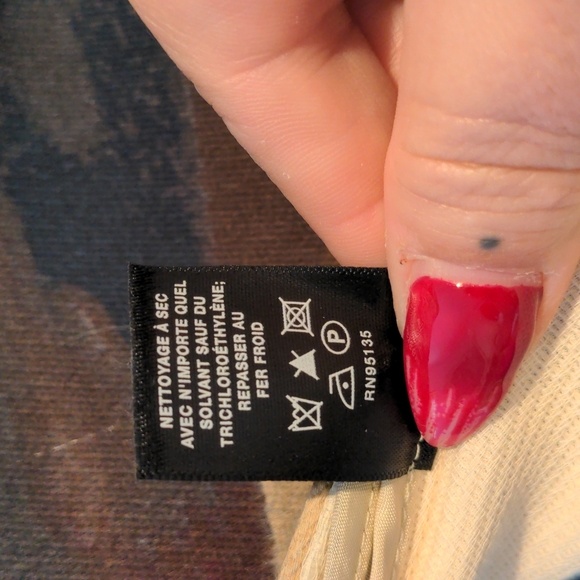 NETTOYAGE À SEC
AVEC N'IMPORTE QUEL
SOLVANT SAUF DU
TRICHLOROÉTHYLÈNE;
REPASSER AU
FER FROID
P
RN95135